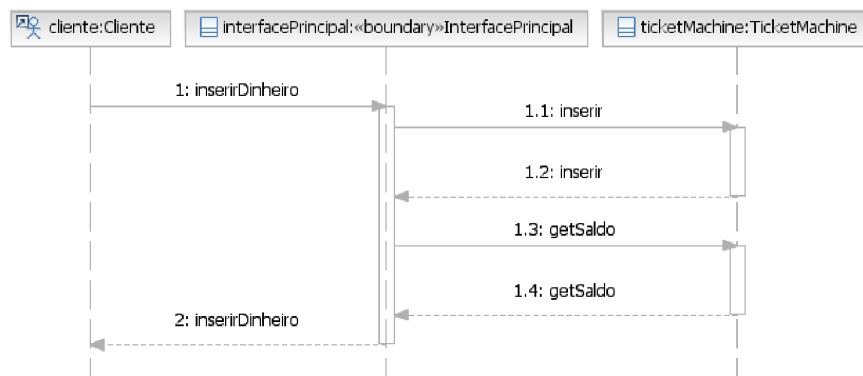 cliente:Cliente
interfacePrincipal:«boundary»InterfacePrincipal
ticketMachine:TicketMachine
1: inserirDinheiro
1.1: inserir
1.2: inserir
1.3: getSaldo
1.4: getSaldo
2: inserirDinheiro